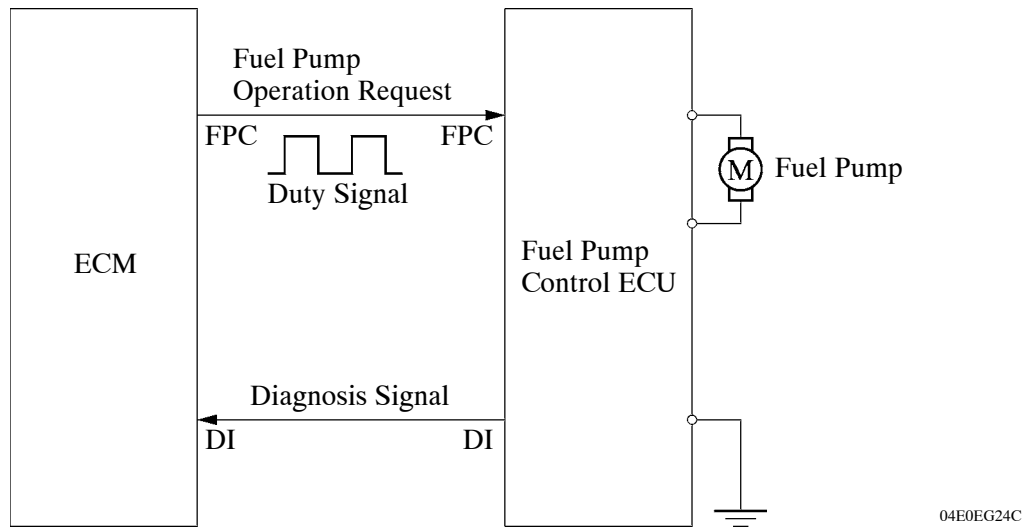 Fuel Pump
Operation Request
FPC
FPC
Duty Signal
M
Fuel Pump
ECM
Fuel Pump
Control ECU
Diagnosis Signal
DI
DI
04E0EG24C